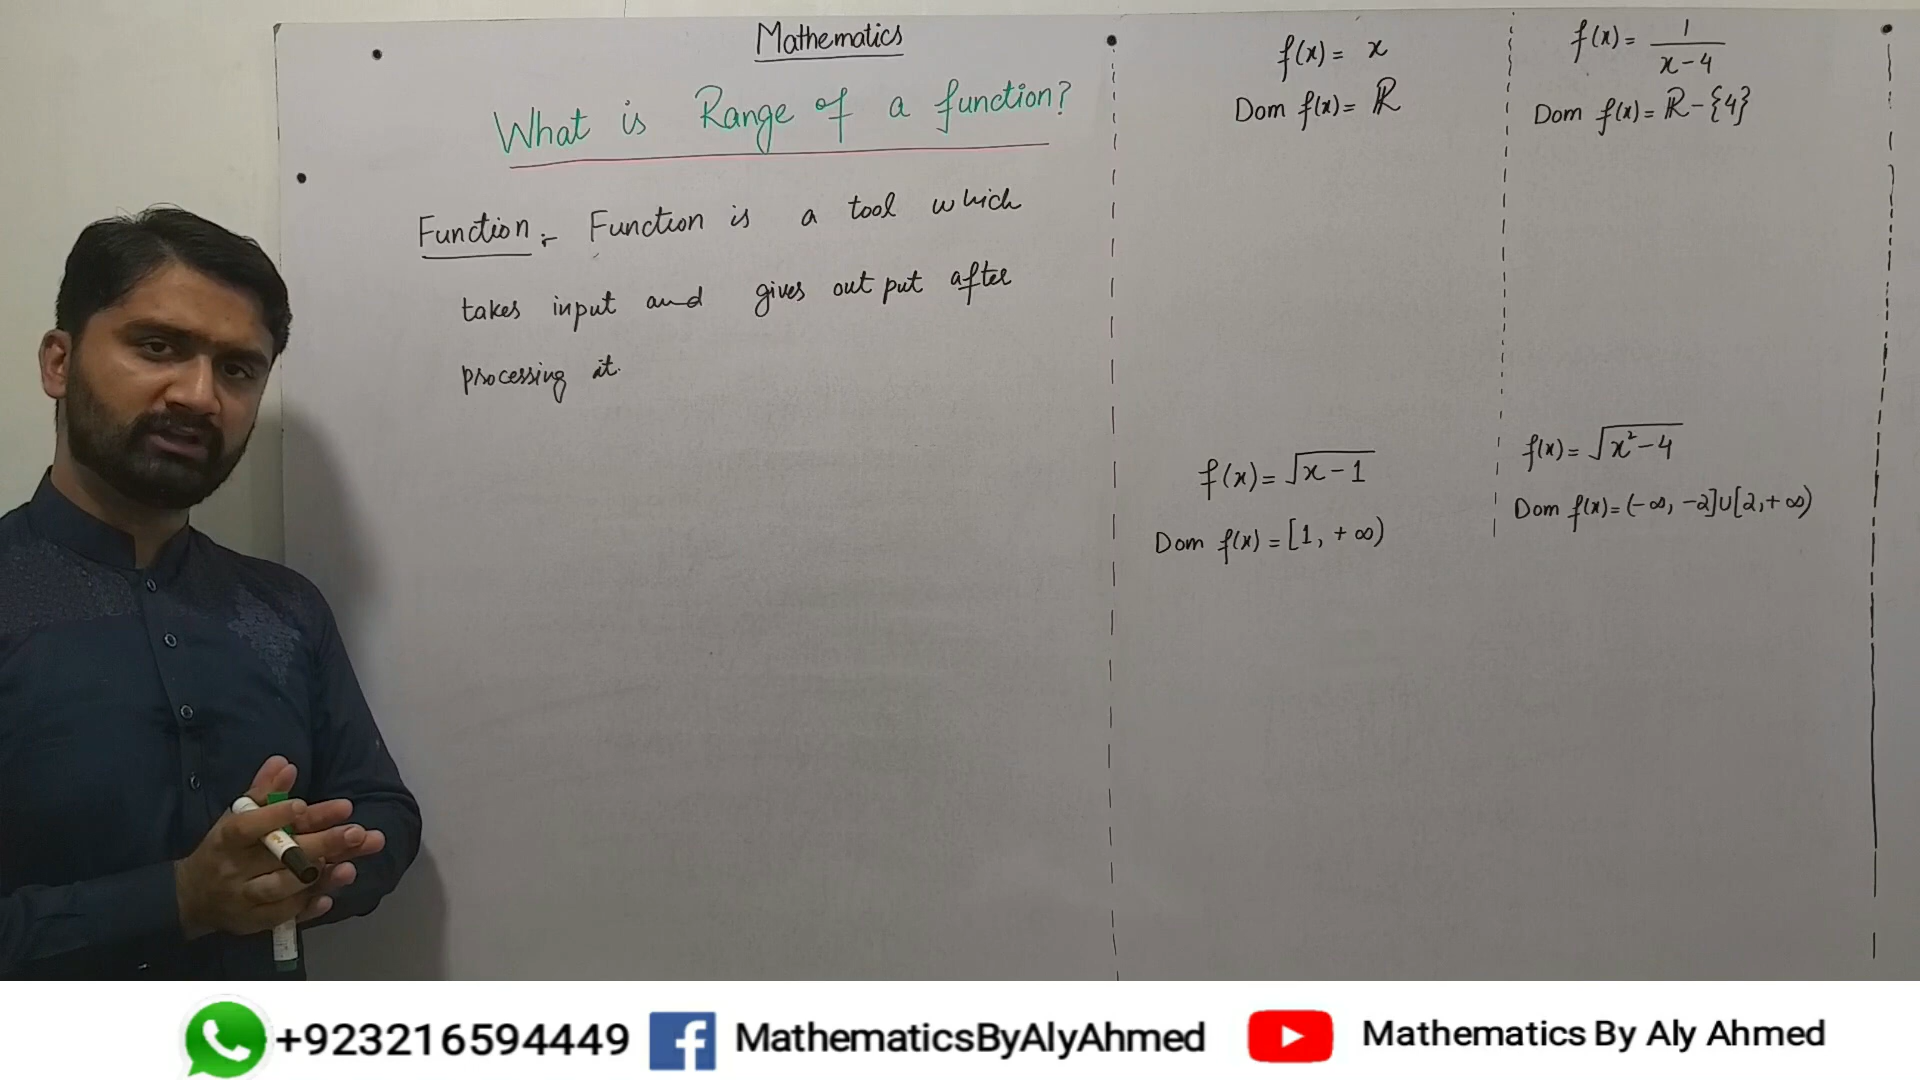 Mathematics
What is Range of a function?
Function :- Function is a tool which
takes input and gives out put after
processing it.
f(x) = x
Dom f(x) = ℝ
f(x) = 1/(x-4)
Dom f(x) = ℝ - {4}
f(x) = √(x-1)
Dom f(x) = [1, +∞)
f(x) = √(x²-4)
Dom f(x) = (-∞, -2]∪[2, +∞)
+923216594449 MathematicsByAlyAhmed Mathematics By Aly Ahmed